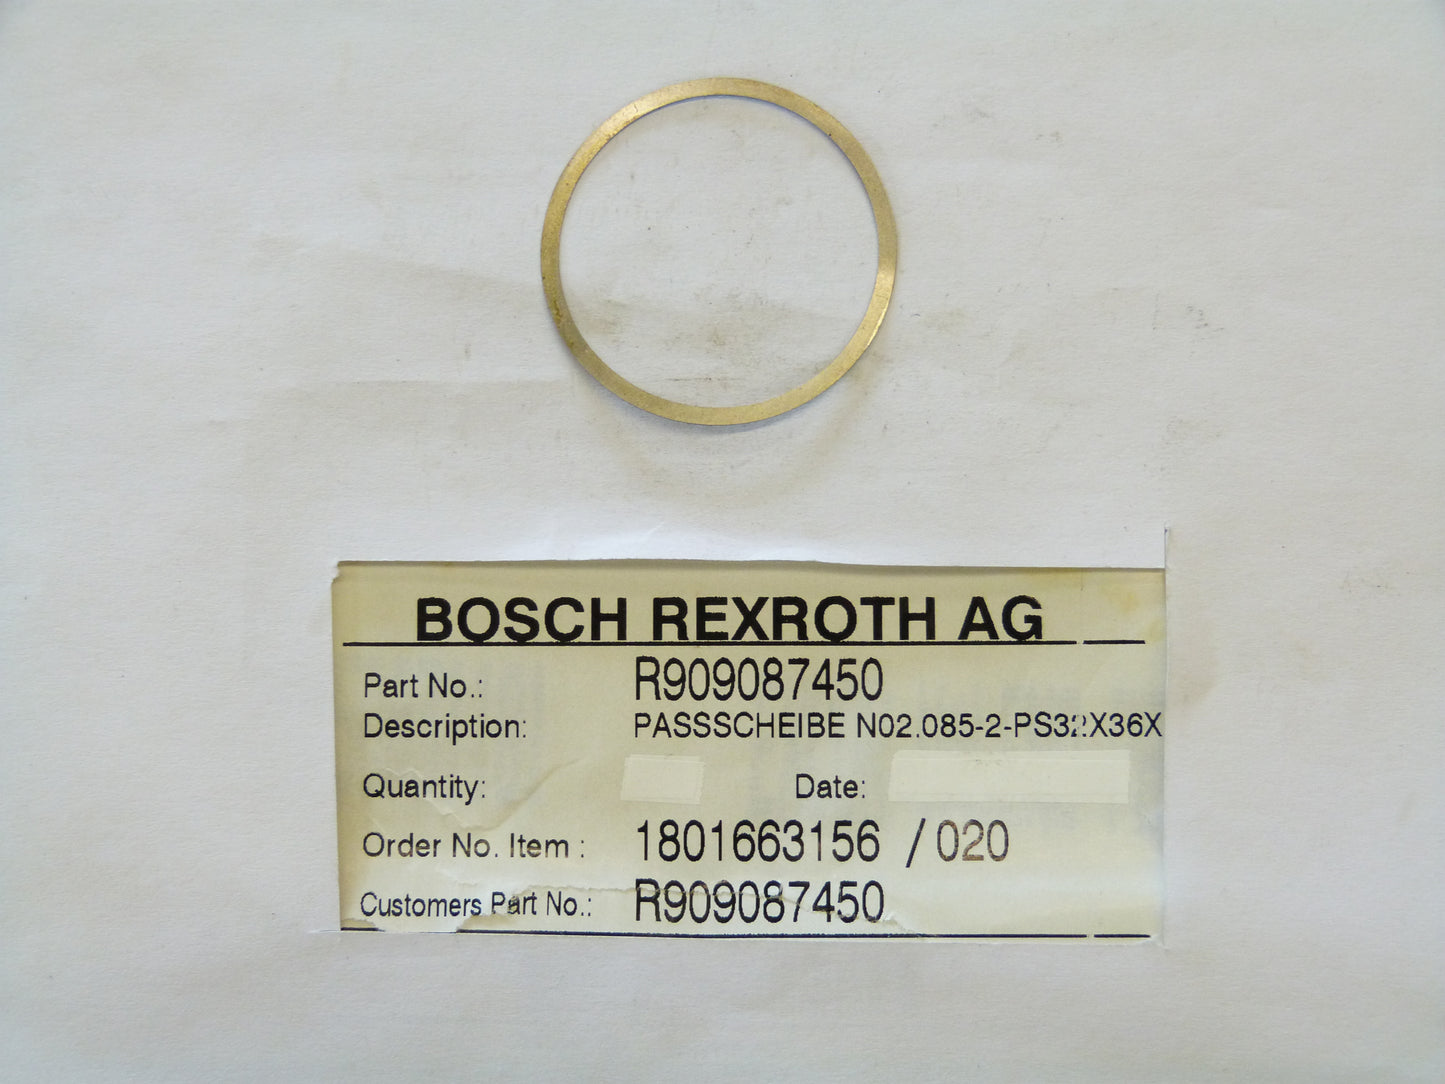 BOSCH REXROTH AG
Part No.: R909087450
Description: PASSSCHEIBE N02.085-2-PS32X36X
Quantity: Date:
Order No. Item : 1801663156 / 020
Customers Part No.: R909087450